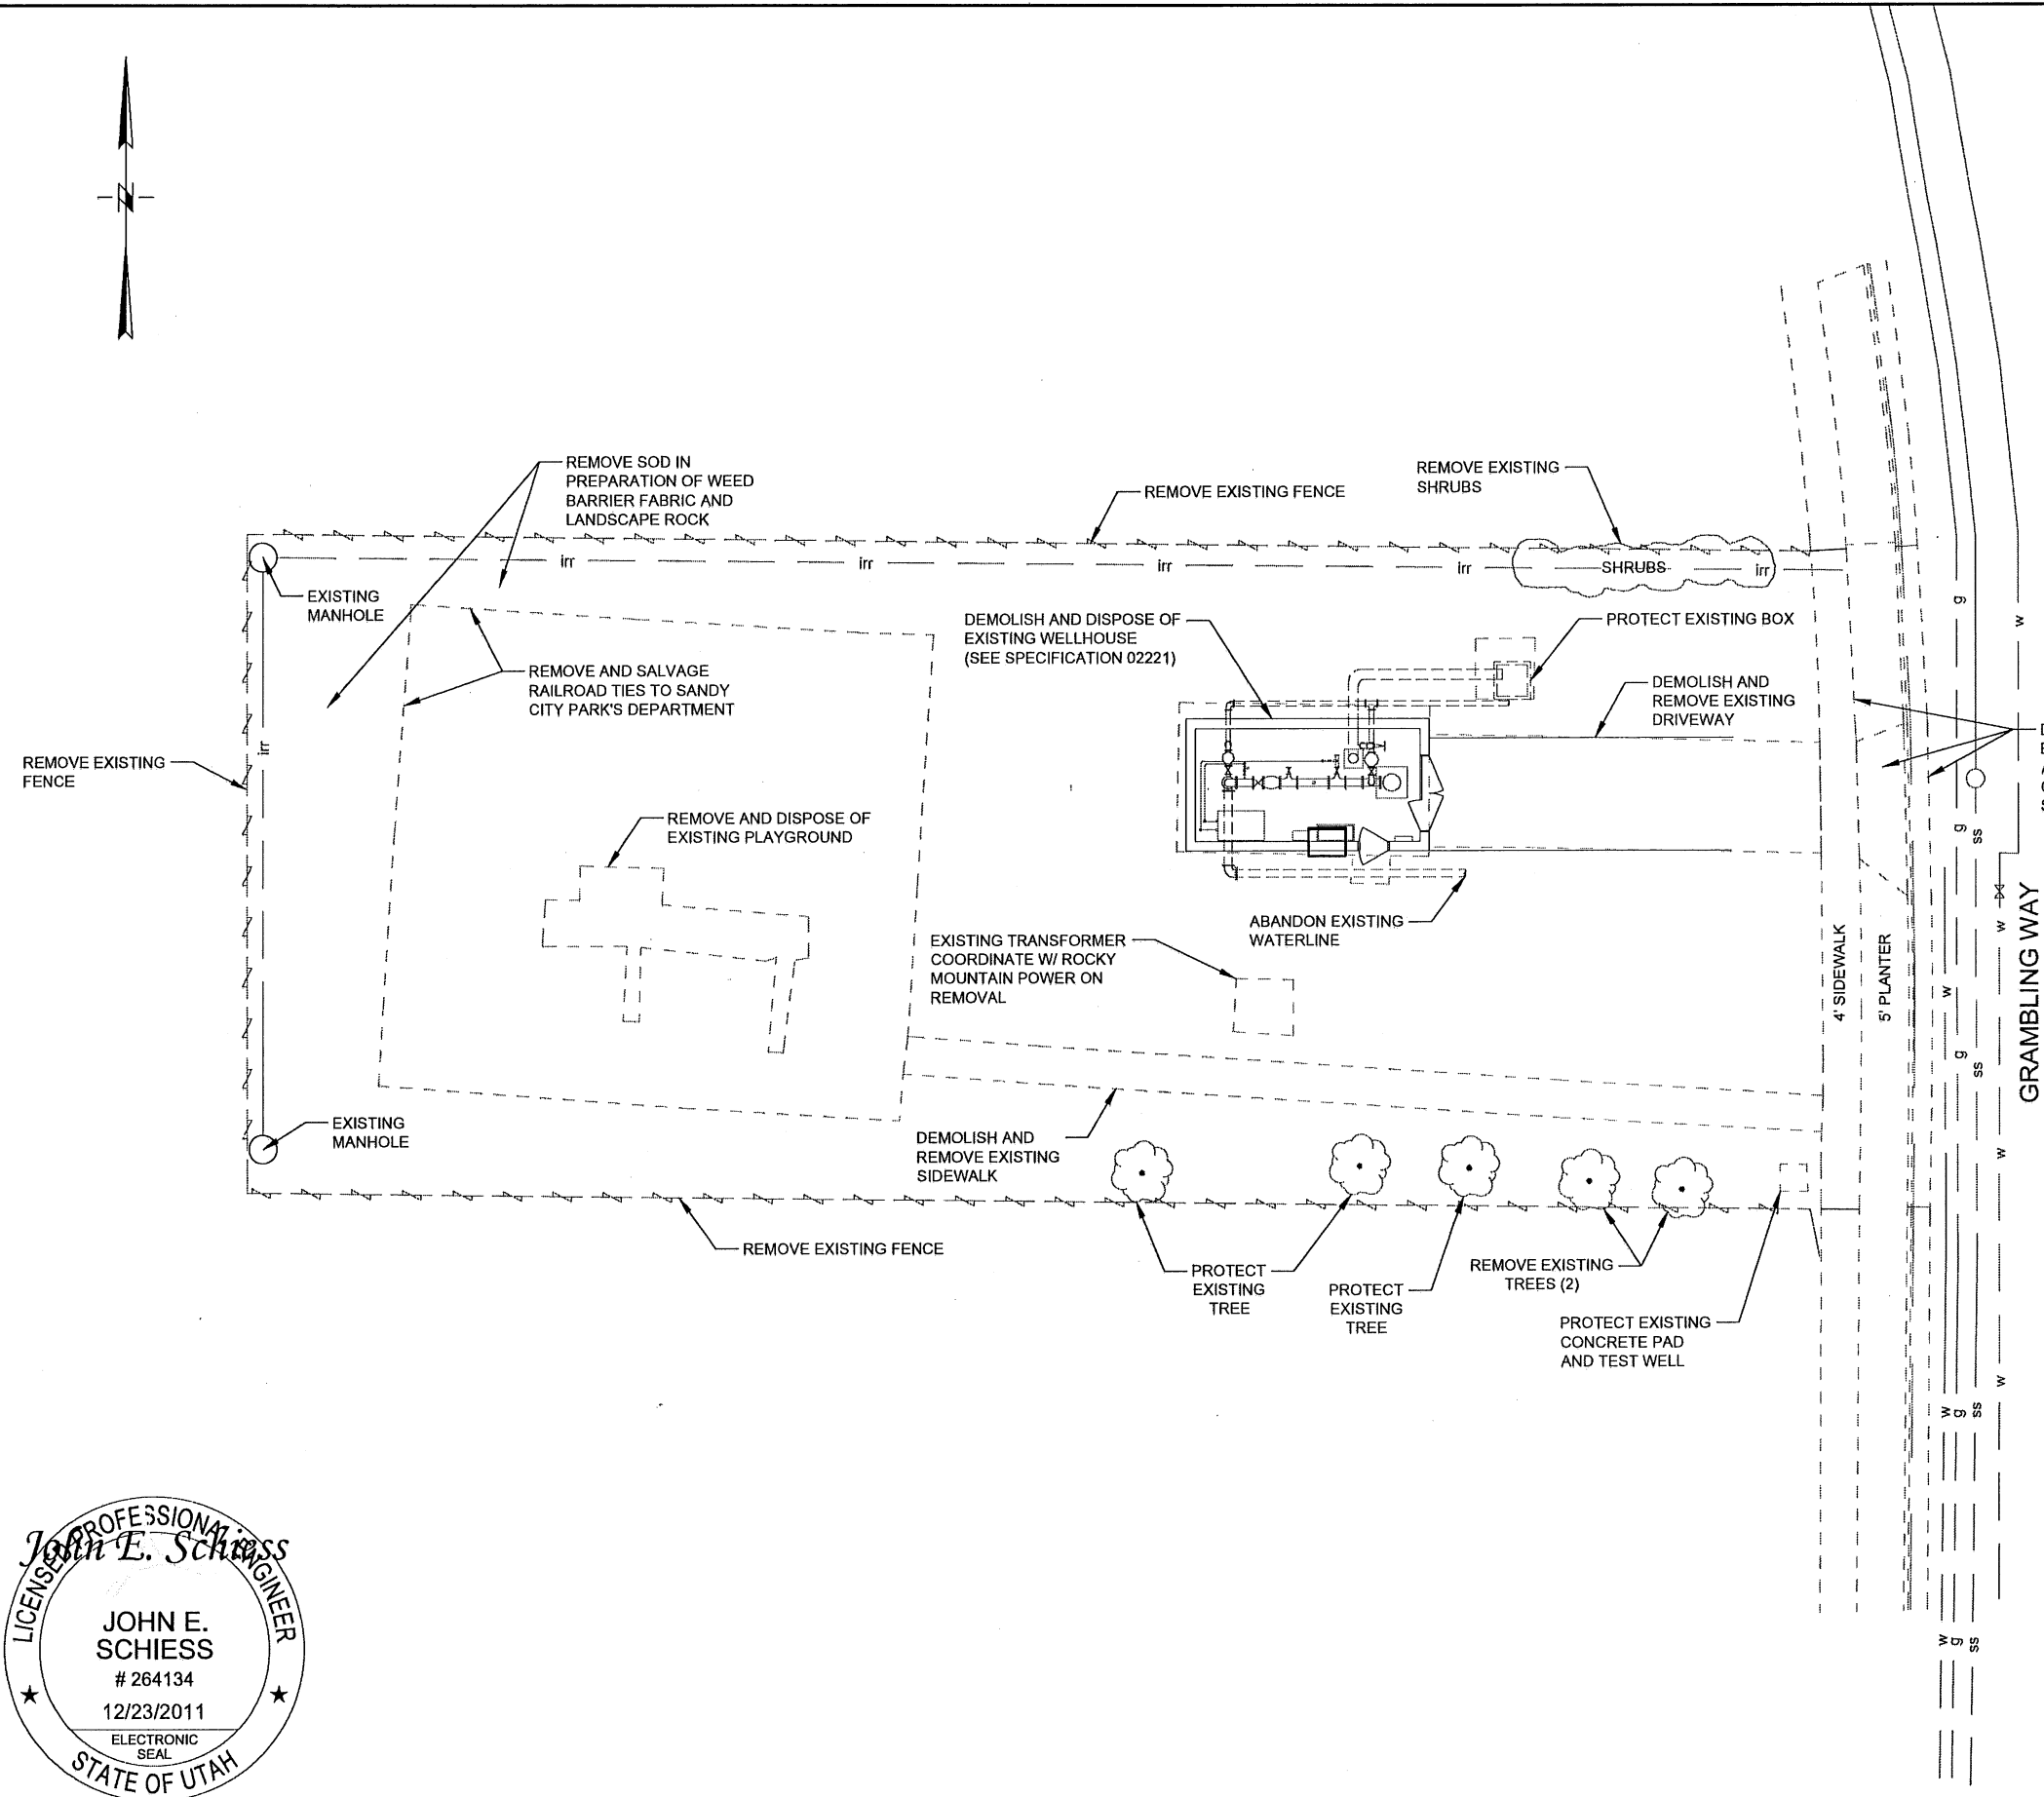 N
REMOVE SOD IN
PREPARATION OF WEED
BARRIER FABRIC AND
LANDSCAPE ROCK
REMOVE EXISTING FENCE
REMOVE EXISTING
SHRUBS
irr
irr
irr
irr
SHRUBS
irr
EXISTING
MANHOLE
DEMOLISH AND DISPOSE OF
EXISTING WELLHOUSE
(SEE SPECIFICATION 02221)
PROTECT EXISTING BOX
REMOVE AND SALVAGE
RAILROAD TIES TO SANDY
CITY PARK'S DEPARTMENT
DEMOLISH AND
REMOVE EXISTING
DRIVEWAY
irr
REMOVE EXISTING
FENCE
REMOVE AND DISPOSE OF
EXISTING PLAYGROUND
ABANDON EXISTING
WATERLINE
EXISTING TRANSFORMER
COORDINATE W/ ROCKY
MOUNTAIN POWER ON
REMOVAL
4' SIDEWALK
5' PLANTER
GRAMBLING WAY
g
w
g
ss
w
w
g
ss
w
w
g
ss
w
w
g
ss
EXISTING
MANHOLE
DEMOLISH AND
REMOVE EXISTING
SIDEWALK
REMOVE EXISTING FENCE
PROTECT
EXISTING
TREE
PROTECT
EXISTING
TREE
REMOVE EXISTING
TREES (2)
PROTECT EXISTING
CONCRETE PAD
AND TEST WELL
LICENSED PROFESSIONAL ENGINEER
John E. Schiess
JOHN E.
SCHIESS
# 264134
12/23/2011
ELECTRONIC
SEAL
STATE OF UTAH